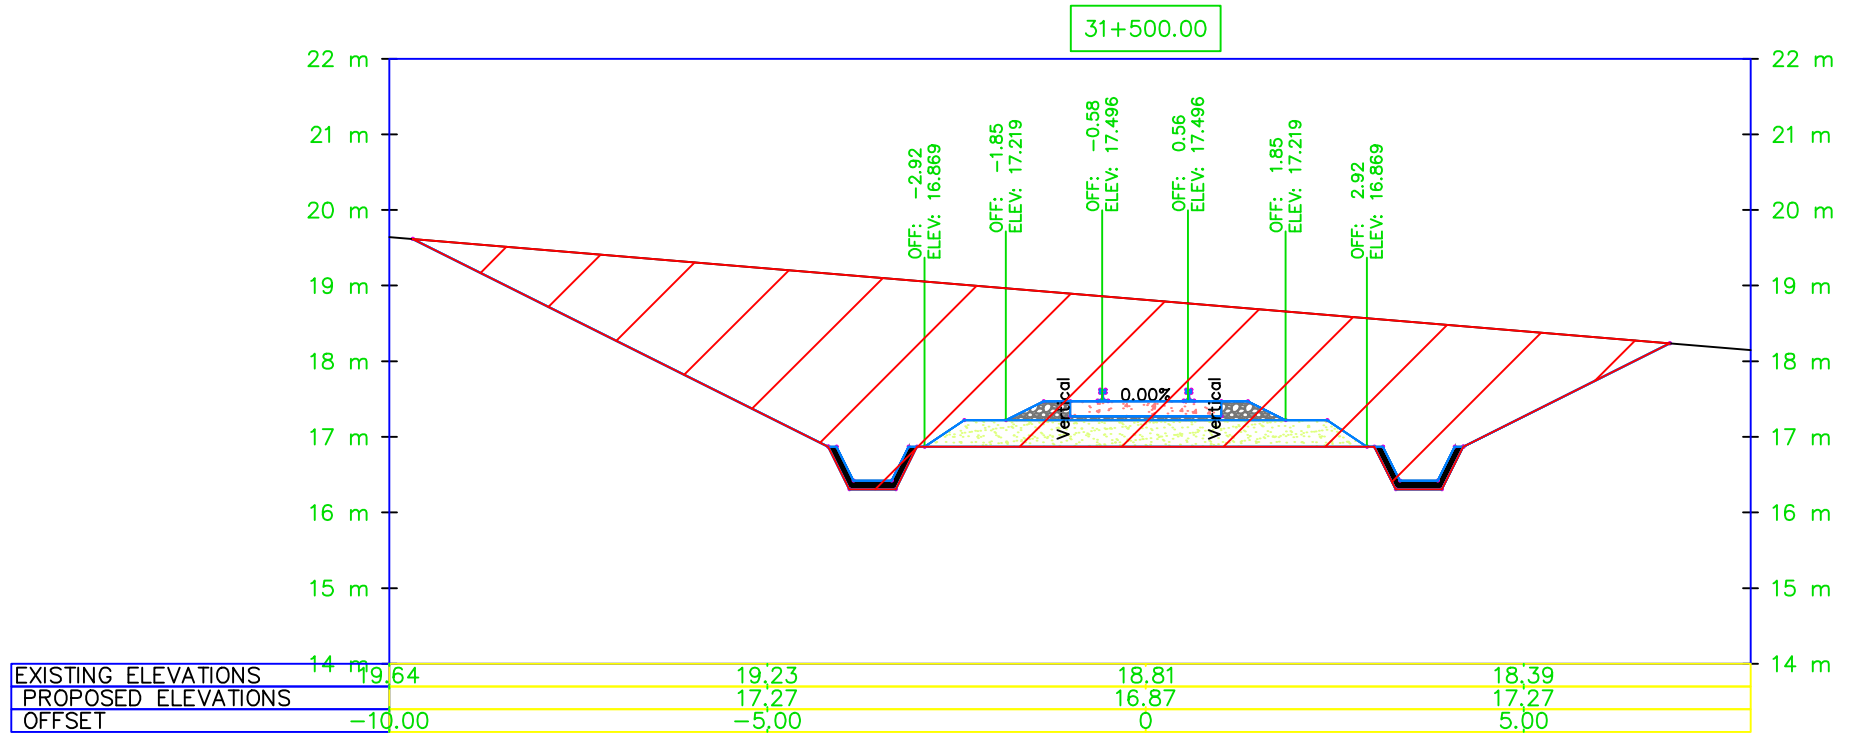 31+500.00
22 m
22 m
21 m
21 m
20 m
20 m
19 m
19 m
18 m
18 m
17 m
17 m
16 m
16 m
15 m
15 m
14 m
14 m
OFF: -2.92
ELEV: 16.869
OFF: -1.85
ELEV: 17.219
OFF: -0.58
ELEV: 17.496
OFF: 0.56
ELEV: 17.496
OFF: 1.85
ELEV: 17.219
OFF: 2.92
ELEV: 16.869
Vertical
0.00%
Vertical
EXISTING ELEVATIONS 19.64 19,23 18.81 18,39
PROPOSED ELEVATIONS 17,27 16.87 17,27
OFFSET -10.00 -5,00 0 5.00